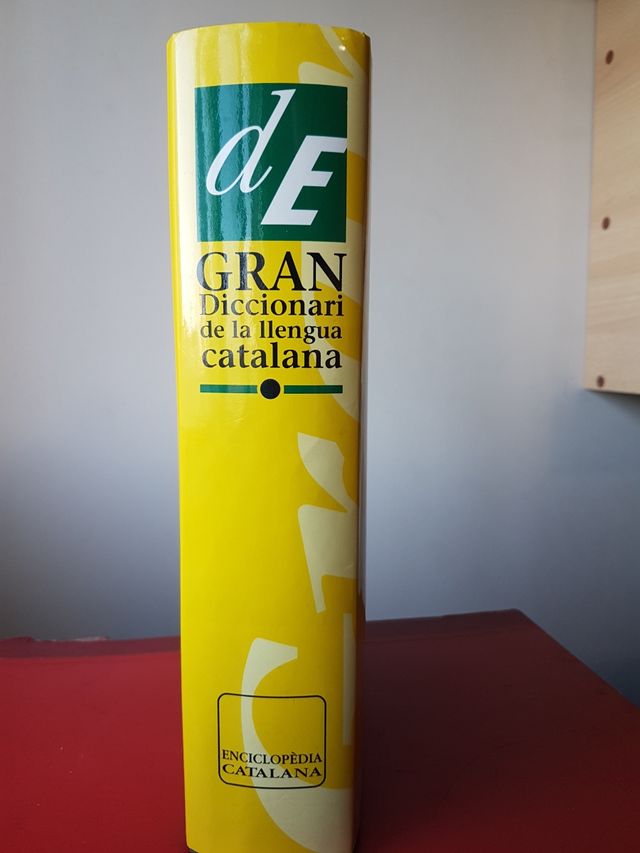 dE
GRAN
Diccionari
de la llengua
catalana
ENCICLOPÈDIA
CATALANA